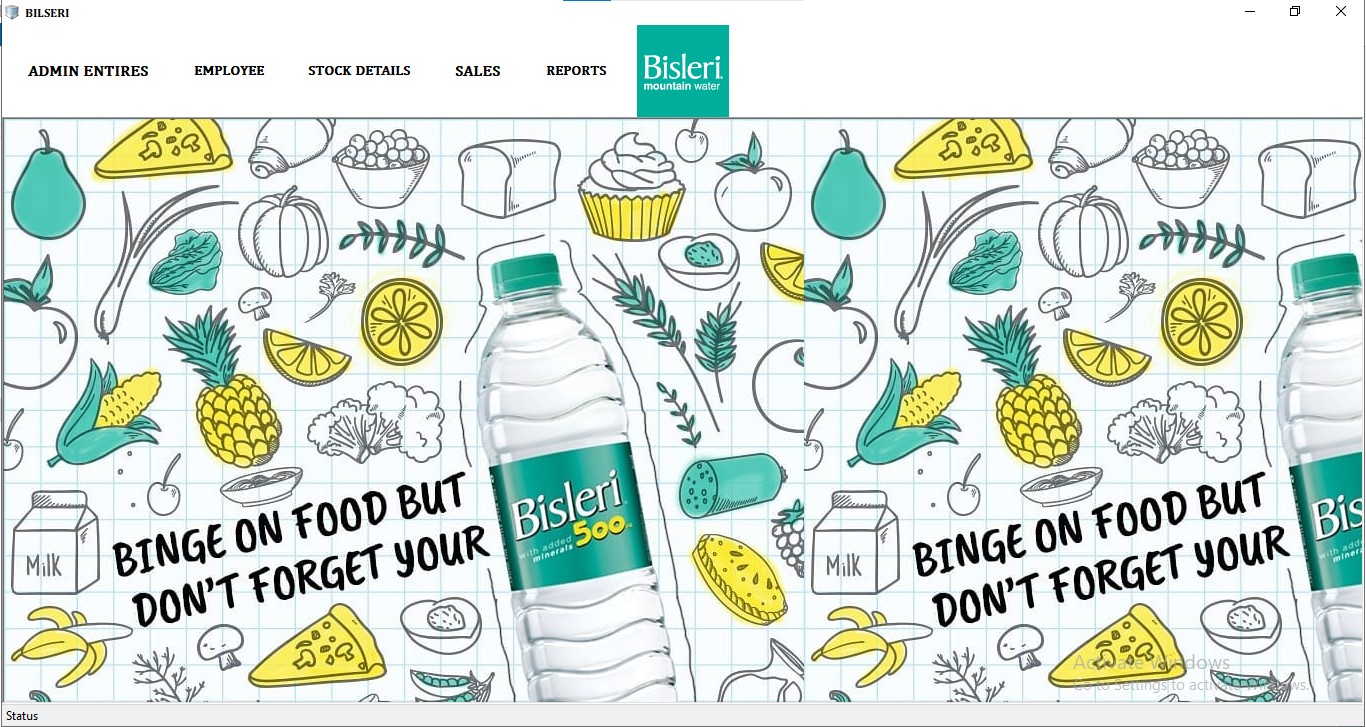 BILSERI
ADMIN ENTIRES EMPLOYEE STOCK DETAILS SALES REPORTS
Bisleri
mountain water
BINGE ON FOOD BUT
DON'T FORGET YOUR
Milk
Bisleri
500
with added
minerals
BINGE ON FOOD BUT
DON'T FORGET YOUR
Milk
Bis
with added
Activate Windows
Go to Settings to activate Windows.
Status